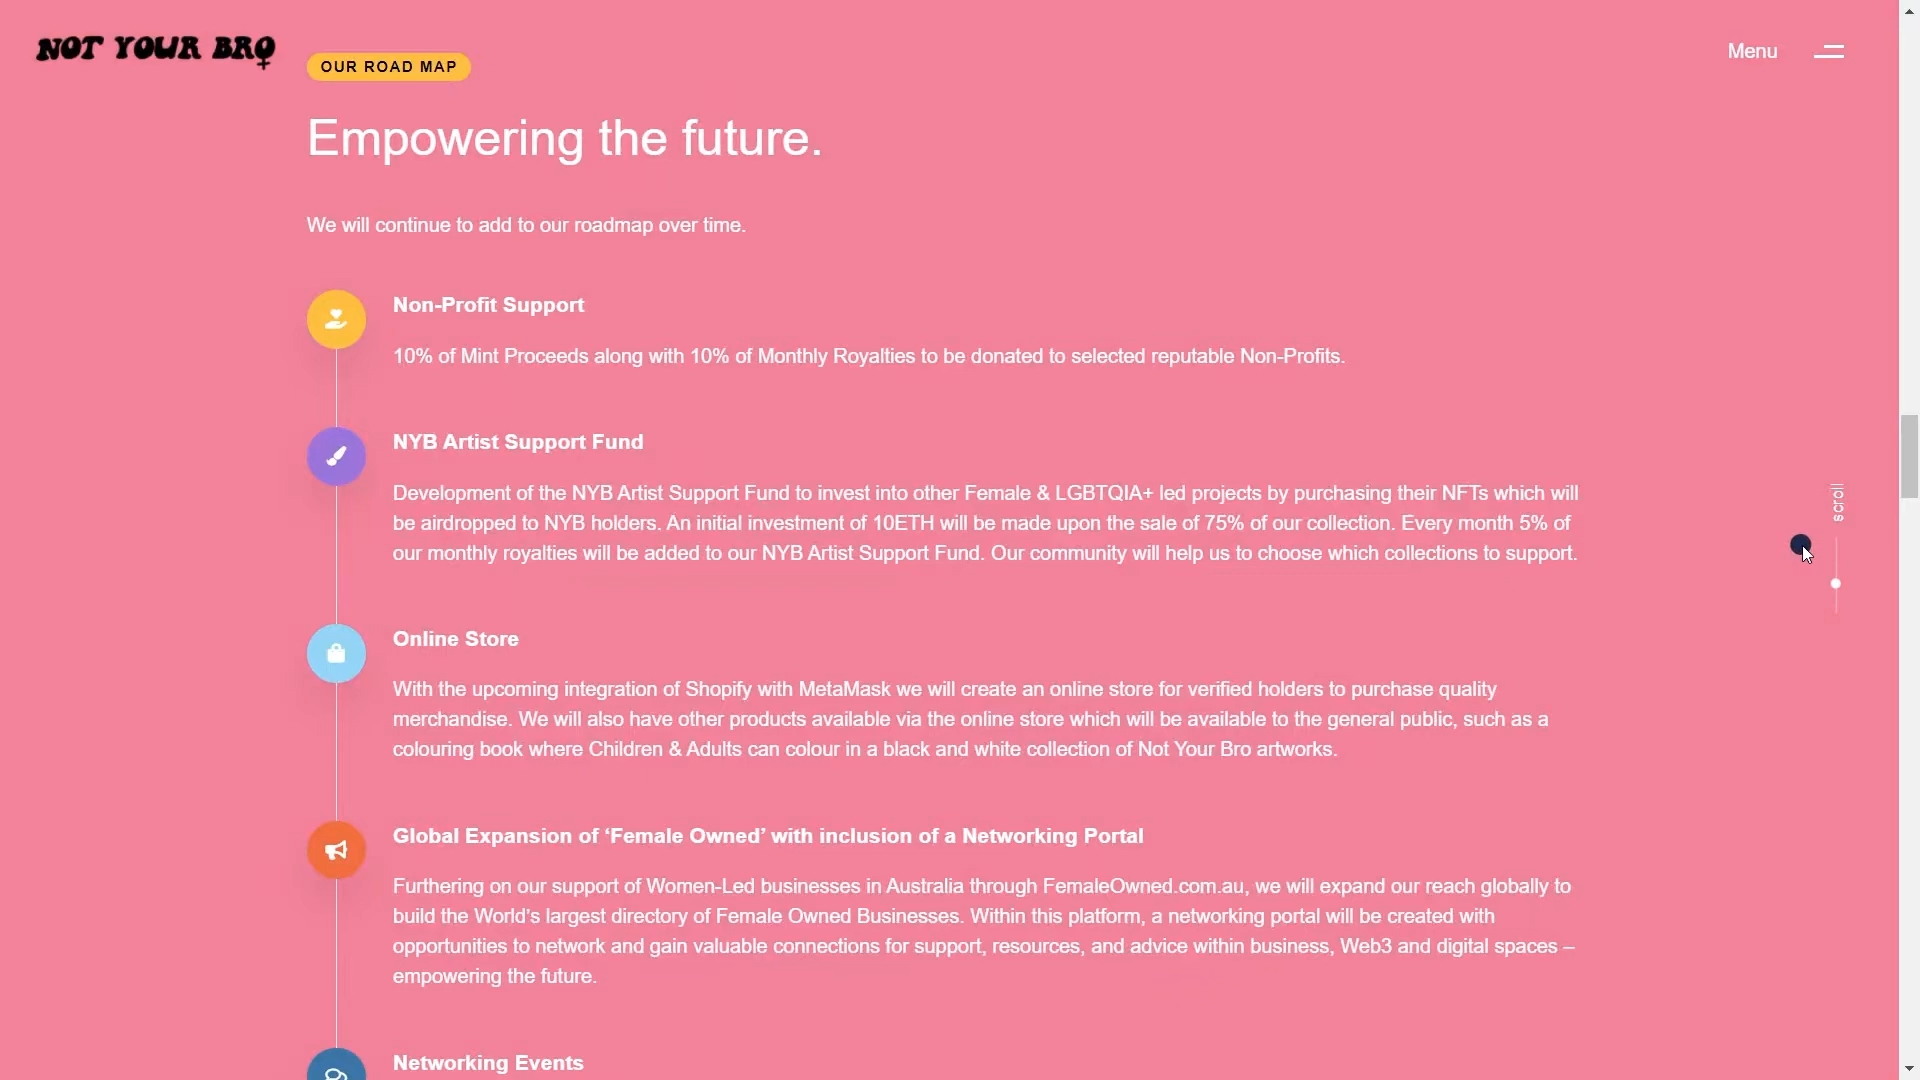 NOT YOUR BRO
Menu
OUR ROAD MAP
Empowering the future.
We will continue to add to our roadmap over time.
Non-Profit Support
10% of Mint Proceeds along with 10% of Monthly Royalties to be donated to selected reputable Non-Profits.
NYB Artist Support Fund
Development of the NYB Artist Support Fund to invest into other Female & LGBTQIA+ led projects by purchasing their NFTs which will
be airdropped to NYB holders. An initial investment of 10ETH will be made upon the sale of 75% of our collection. Every month 5% of
our monthly royalties will be added to our NYB Artist Support Fund. Our community will help us to choose which collections to support.
scroll
Online Store
With the upcoming integration of Shopify with MetaMask we will create an online store for verified holders to purchase quality
merchandise. We will also have other products available via the online store which will be available to the general public, such as a
colouring book where Children & Adults can colour in a black and white collection of Not Your Bro artworks.
Global Expansion of ‘Female Owned’ with inclusion of a Networking Portal
Furthering on our support of Women-Led businesses in Australia through FemaleOwned.com.au, we will expand our reach globally to
build the World’s largest directory of Female Owned Businesses. Within this platform, a networking portal will be created with
opportunities to network and gain valuable connections for support, resources, and advice within business, Web3 and digital spaces –
empowering the future.
Networking Events